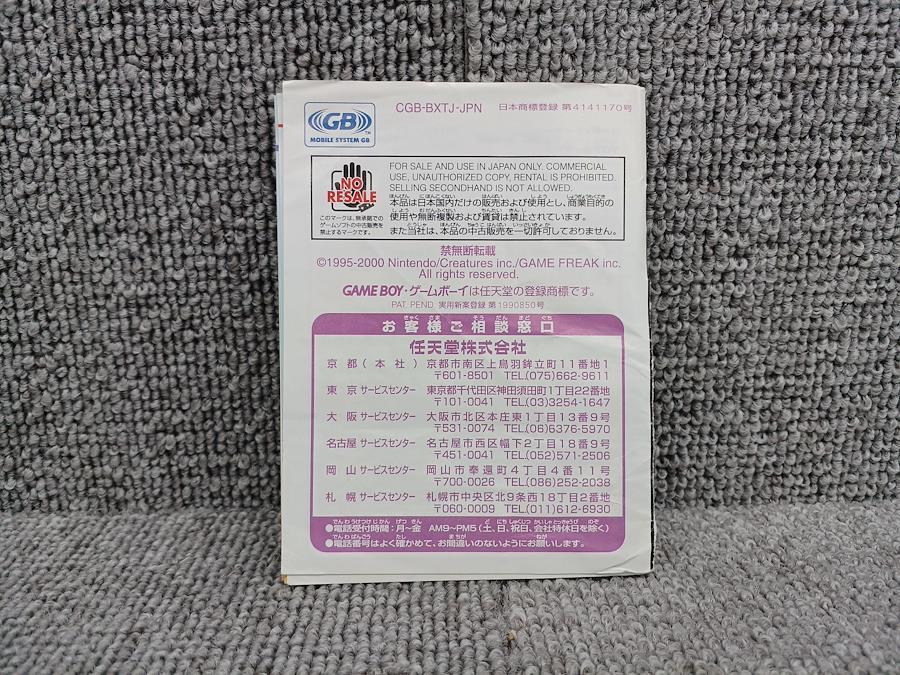 GB
TM
MOBILE SYSTEM GB
CGB-BXTJ-JPN 日本商標登録 第4141170号
NO
RESALE
このマークは、無承諾での
ゲームソフトの中古販売を
禁止するマークです。
FOR SALE AND USE IN JAPAN ONLY. COMMERCIAL
USE, UNAUTHORIZED COPY, RENTAL IS PROHIBITED.
SELLING SECONDHAND IS NOT ALLOWED.
本品は日本国内だけの販売および使用とし、商業目的の
使用や無断複製および賃貸は禁止されています。
また当社は、本品の中古販売を一切許可しておりません。
禁無断転載
©1995-2000 Nintendo/Creatures inc./GAME FREAK inc.
All rights reserved.
GAME BOY・ゲームボーイは任天堂の登録商標です。
PAT. PEND. 実用新案登録 第1990850号
きゃくさま そうだんまどぐち
お客様ご相談窓口
任天堂株式会社
京都(本社) 京都市南区上鳥羽鉾立町11番地1
〒601-8501 TEL.(075)662-9611
東京サービスセンター 東京都千代田区神田須田町1丁目22番地
〒101-0041 TEL.(03)3254-1647
大阪サービスセンター 大阪市北区本庄東1丁目13番9号
〒531-0074 TEL.(06)6376-5970
名古屋サービスセンター 名古屋市西区幅下2丁目18番9号
〒451-0041 TEL.(052)571-2506
岡山サービスセンター 岡山市奉還町4丁目4番11号
〒700-0026 TEL.(086)252-2038
札幌サービスセンター 札幌市中央区北9条西18丁目2番地
〒060-0009 TEL.(011)612-6930
●電話受付時間:月~金 AM9~PM5(土、日、祝日、会社特休日を除く)
●電話番号はよく確かめて、お間違いのないようにお願いします。